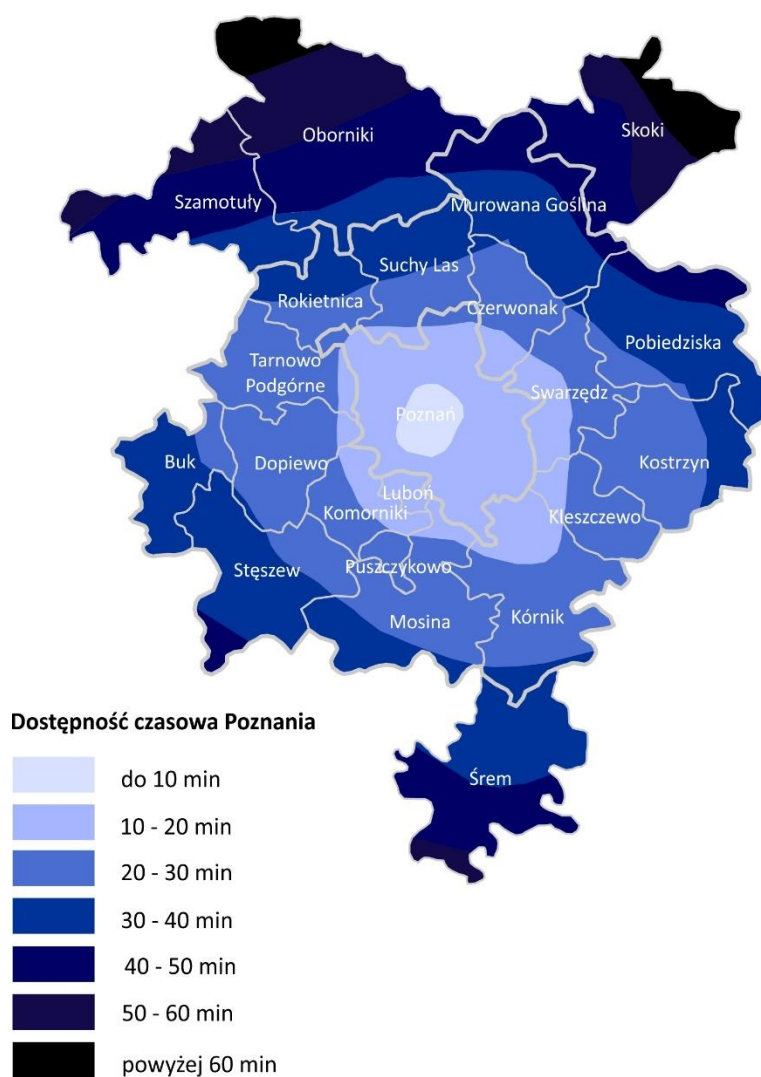 Oborniki
Skoki
Szamotuły
Murowana Goślina
Suchy Las
Rokietnica
Czerwonak
Pobiedziska
Tarnowo
Podgórne
Swarzędz
Poznań
Buk
Dopiewo
Kostrzyn
Luboń
Komorniki
Kleszczewo
Puszczykowo
Stęszew
Mosina
Kórnik
Śrem
Dostępność czasowa Poznania
do 10 min
10 - 20 min
20 - 30 min
30 - 40 min
40 - 50 min
50 - 60 min
powyżej 60 min